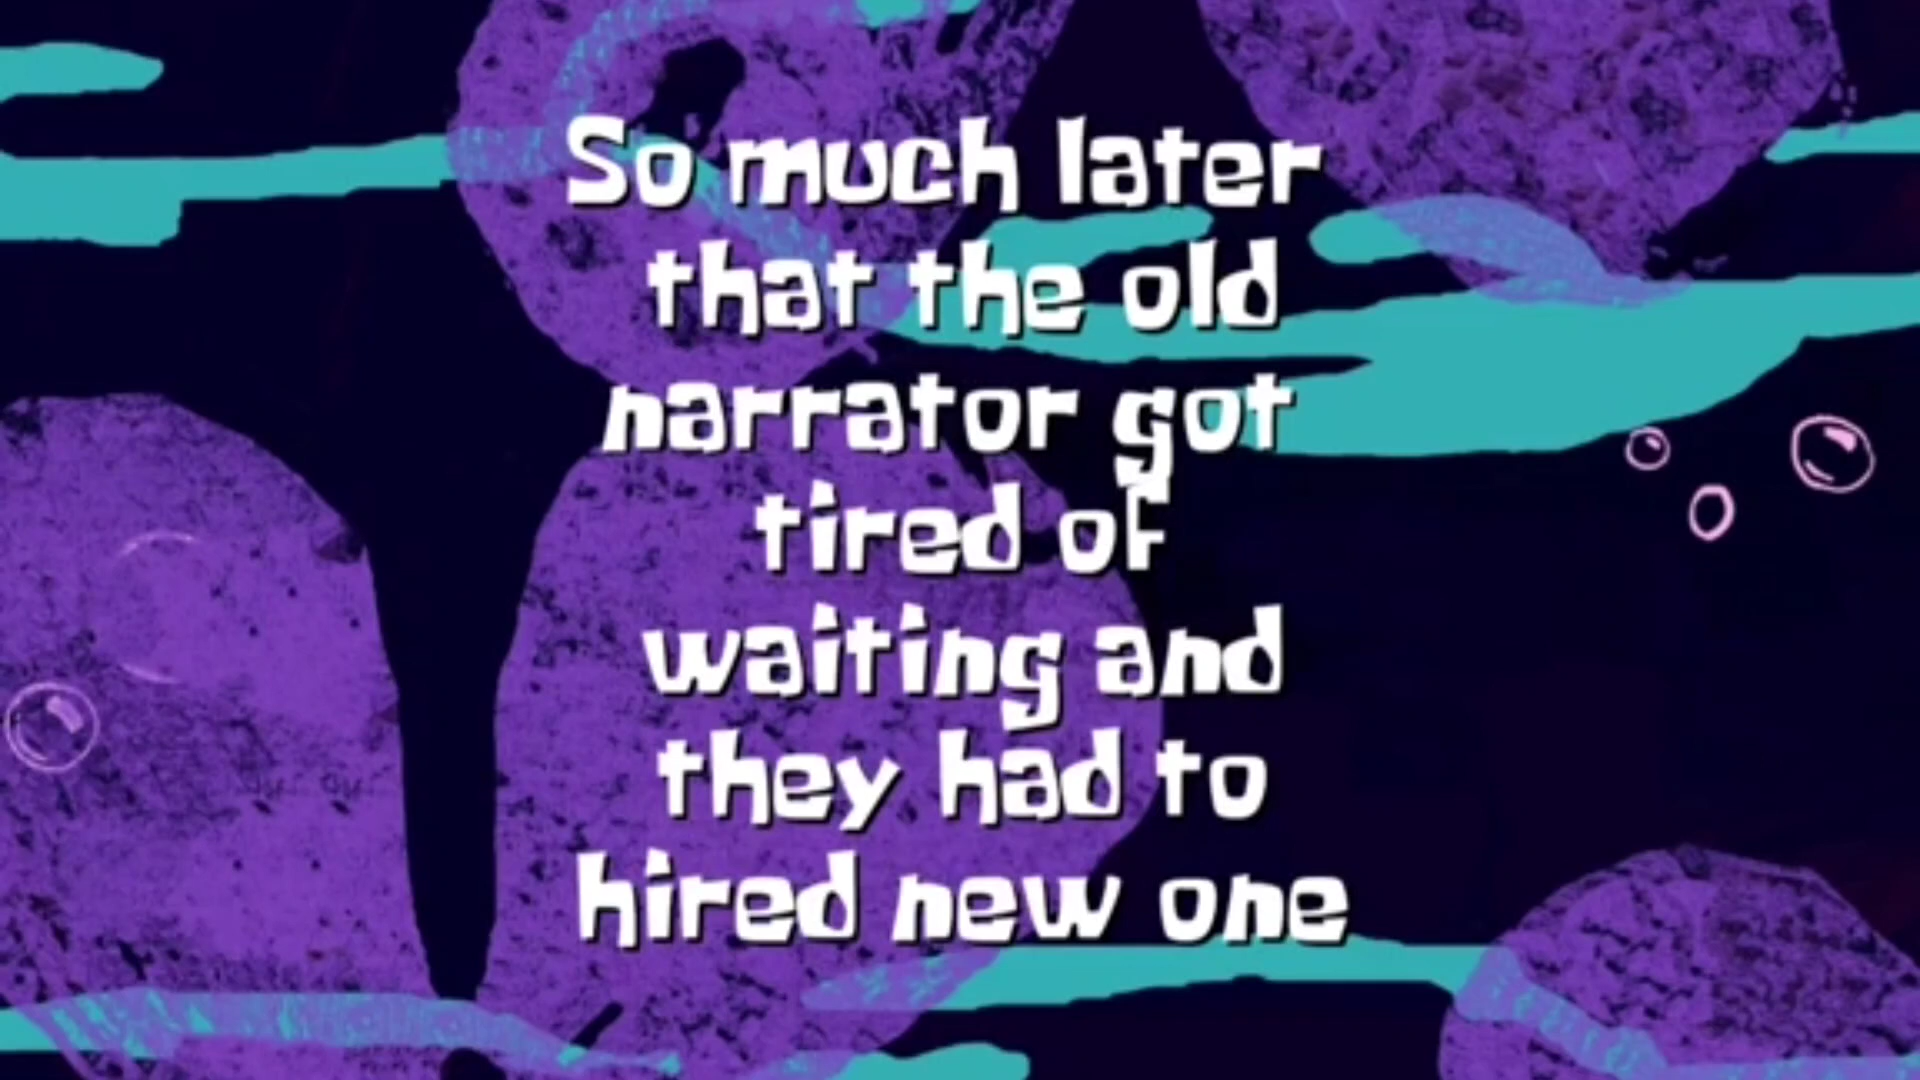 So much later
that the old
narrator got
tired of
waiting and
they had to
hired new one